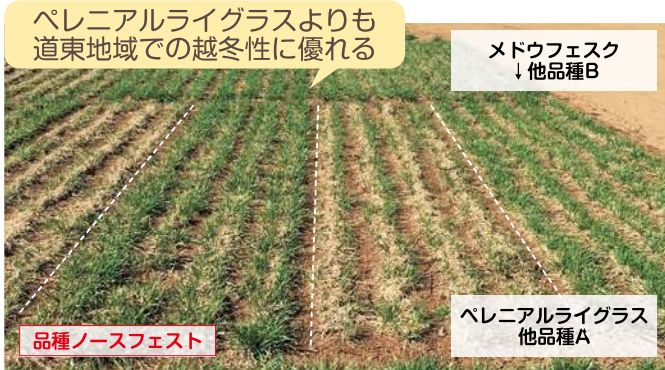 ペレニアルライグラスよりも
道東地域での越冬性に優れる
メドウフェスク
↓他品種B
品種ノースフェスト
ペレニアルライグラス
他品種A